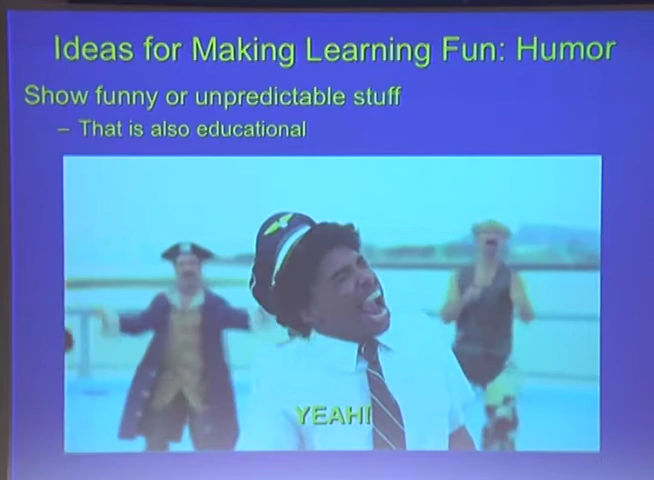 Ideas for Making Learning Fun: Humor
Show funny or unpredictable stuff
– That is also educational
YEAH!